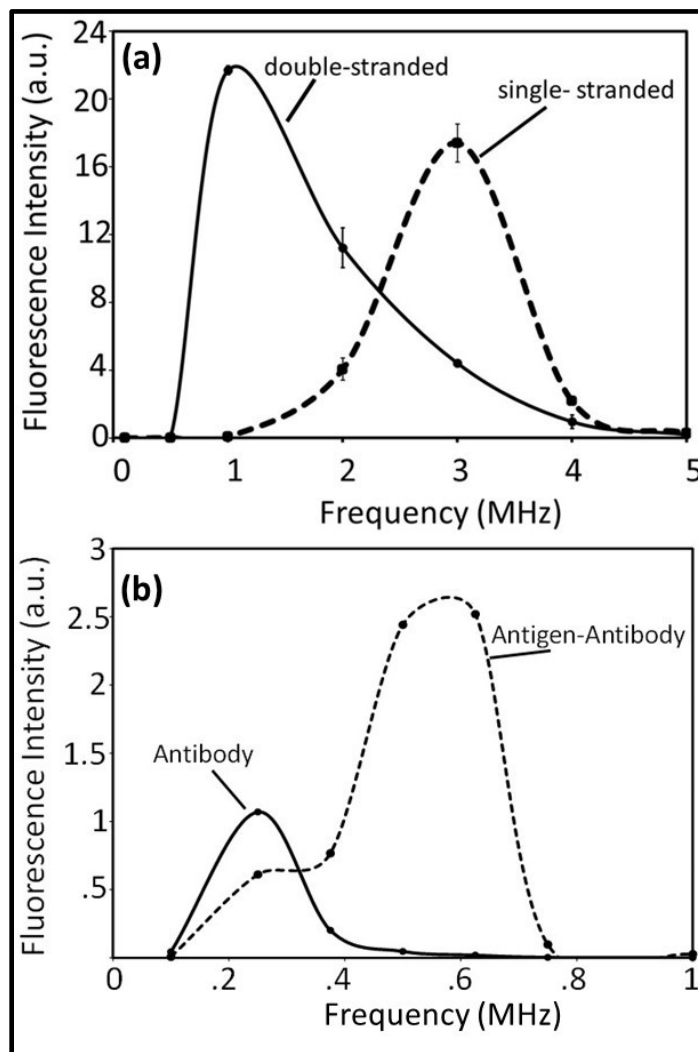 (a)
Fluorescence Intensity (a.u.)
24
20
16
12
8
4
0
double-stranded
single- stranded
0 1 2 3 4 5
Frequency (MHz)
(b)
Fluorescence Intensity (a.u.)
3
2.5
2
1.5
1
.5
Antibody
Antigen-Antibody
0 .2 .4 .6 .8 1
Frequency (MHz)